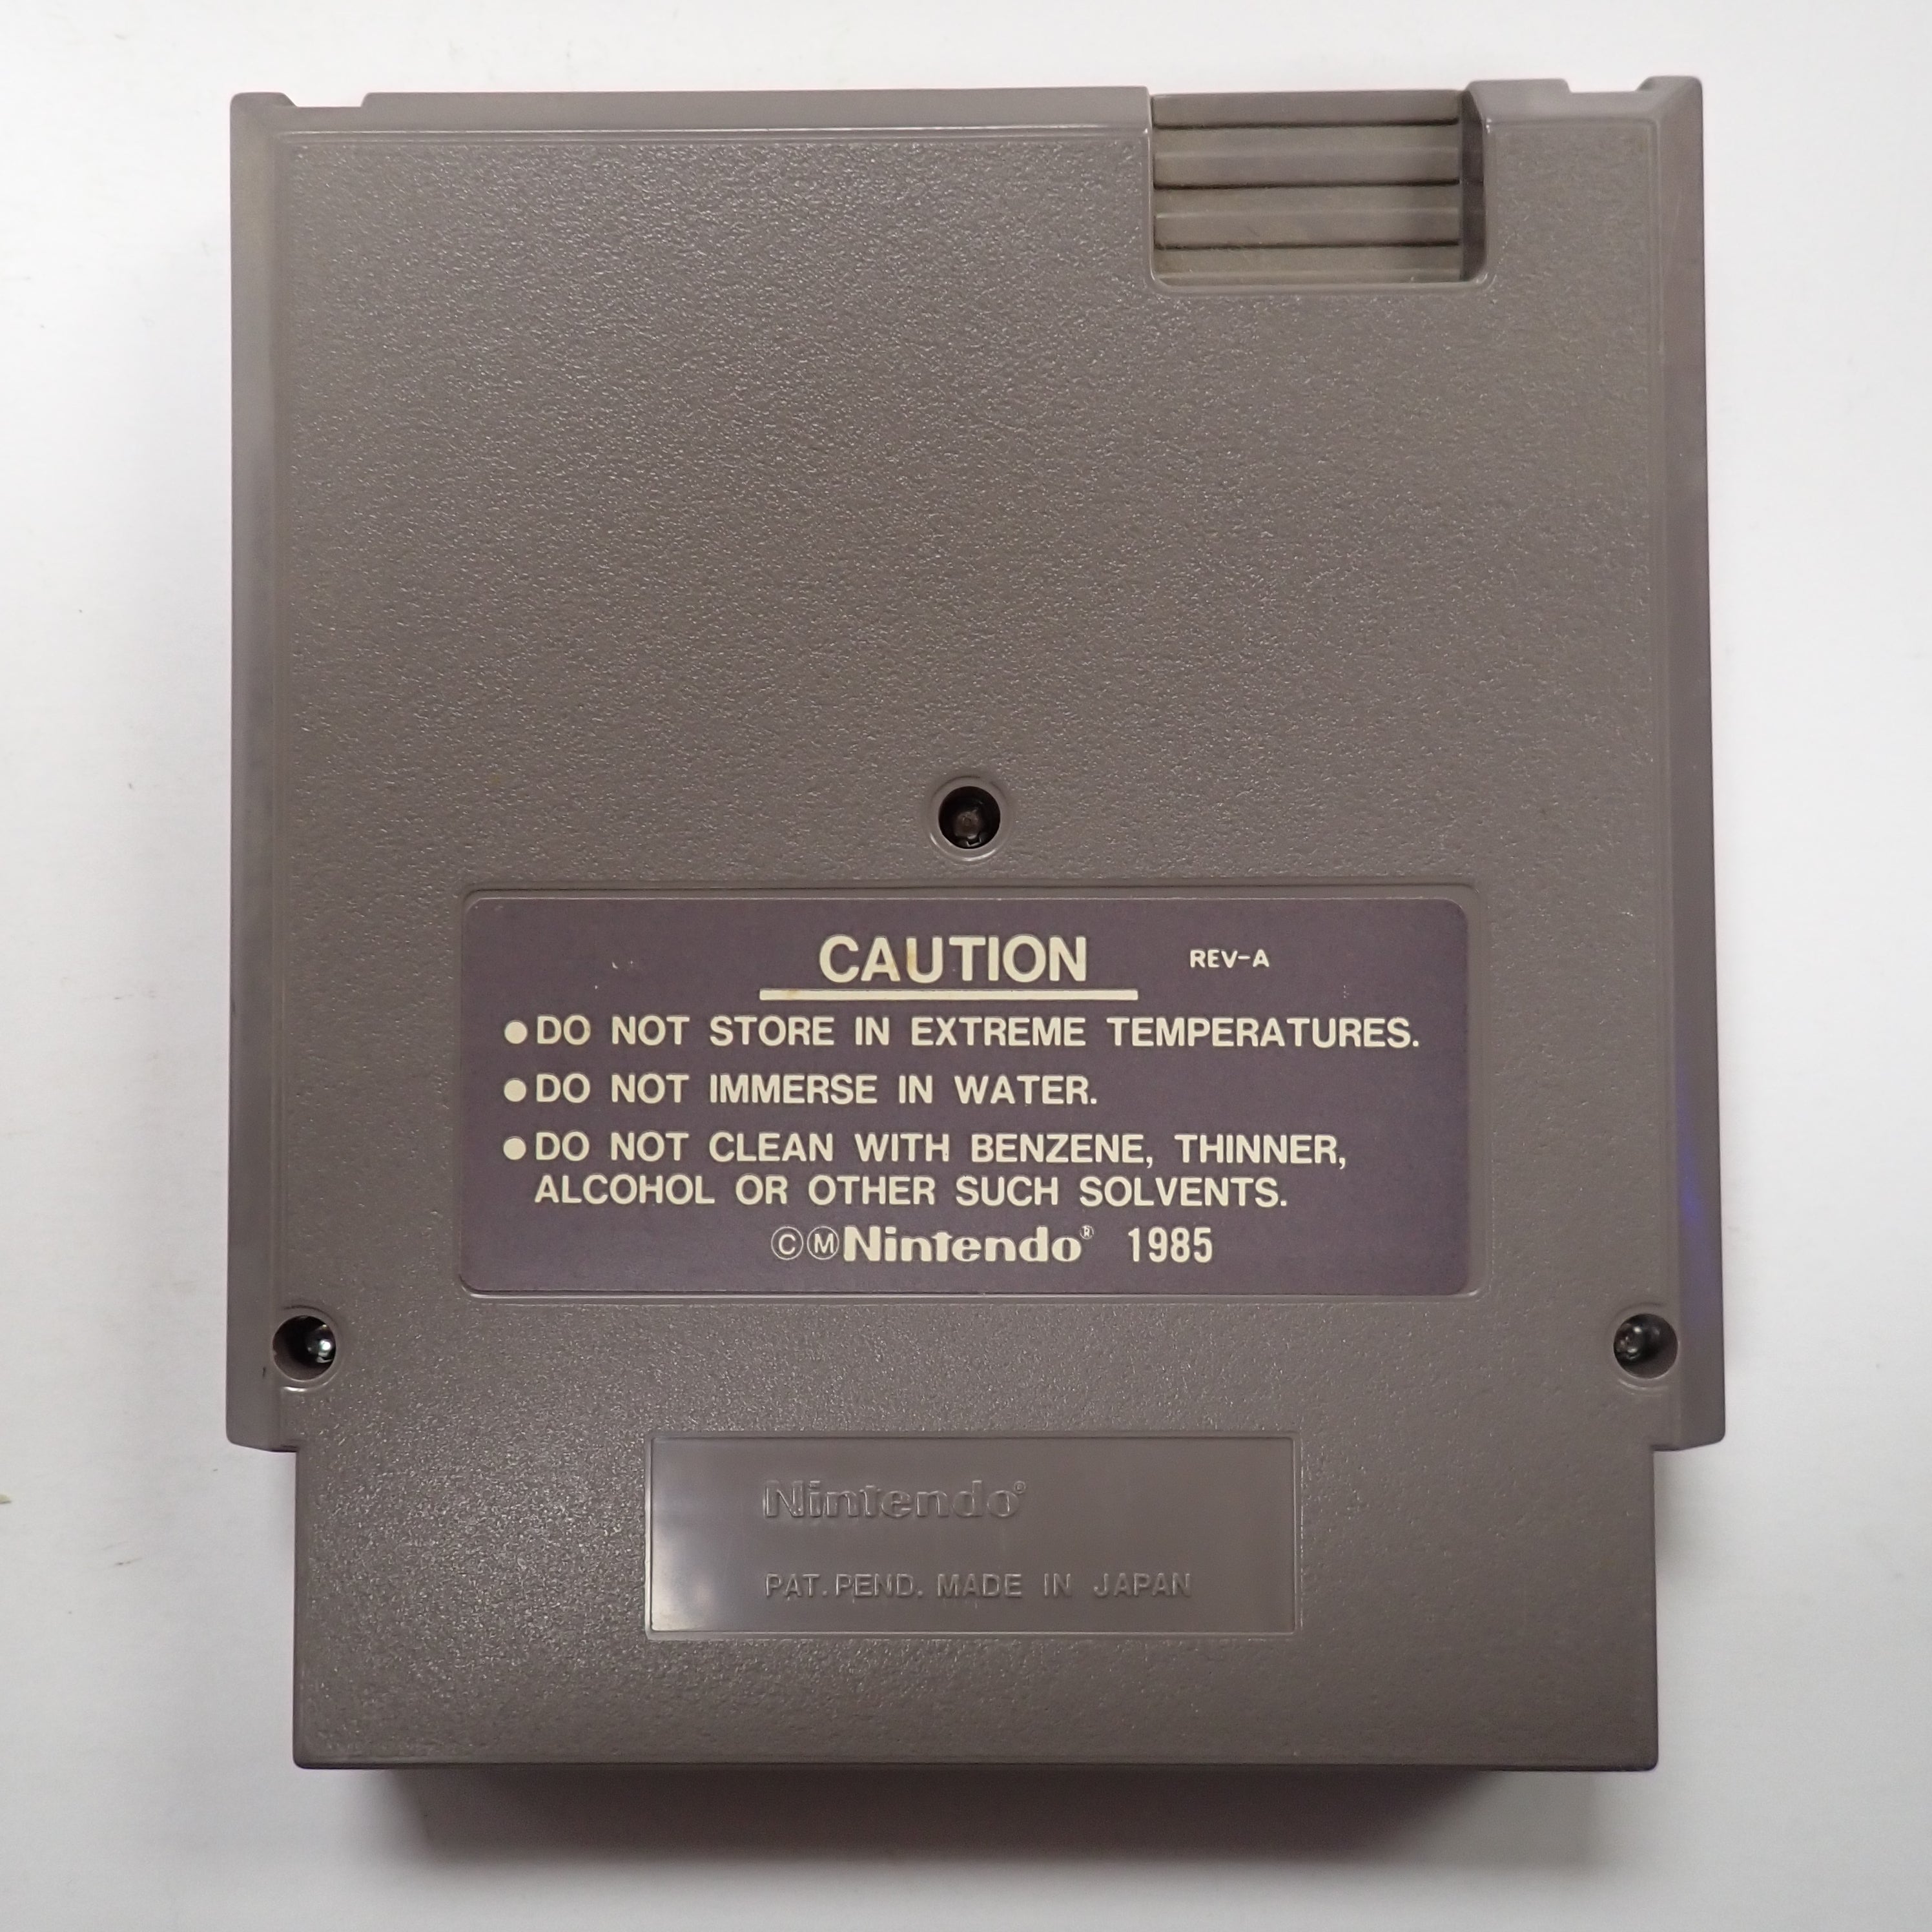 CAUTION REV-A
●DO NOT STORE IN EXTREME TEMPERATURES.
●DO NOT IMMERSE IN WATER.
●DO NOT CLEAN WITH BENZENE, THINNER,
ALCOHOL OR OTHER SUCH SOLVENTS.
ⒸⓂNintendo® 1985
Nintendo®
PAT. PEND. MADE IN JAPAN